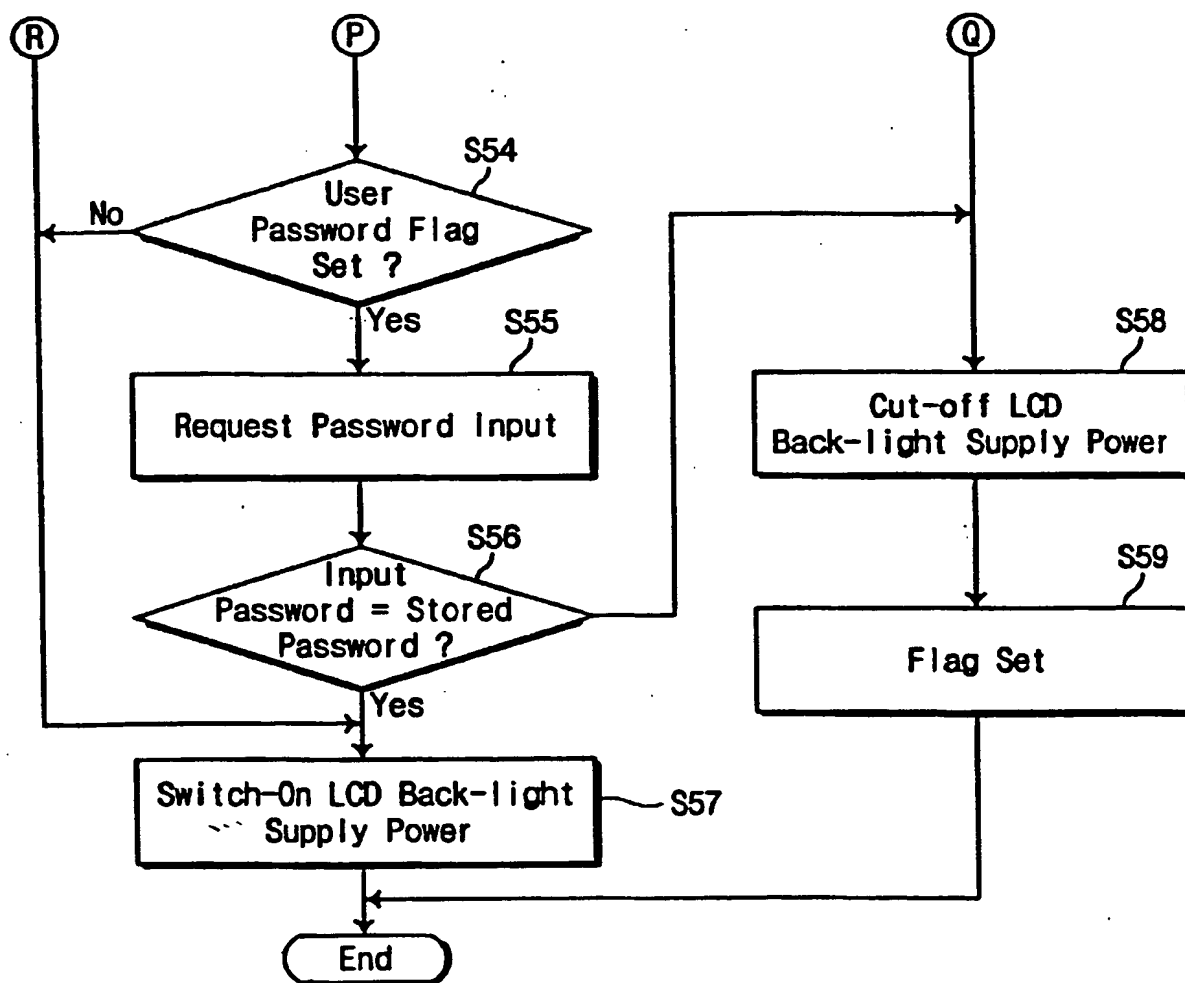 R
P
Q
S54
User
Password Flag
Set ?
No
Yes
S55
Request Password Input
S56
Input
Password = Stored
Password ?
Yes
Switch-On LCD Back-light
Supply Power
S57
S58
Cut-off LCD
Back-light Supply Power
S59
Flag Set
End